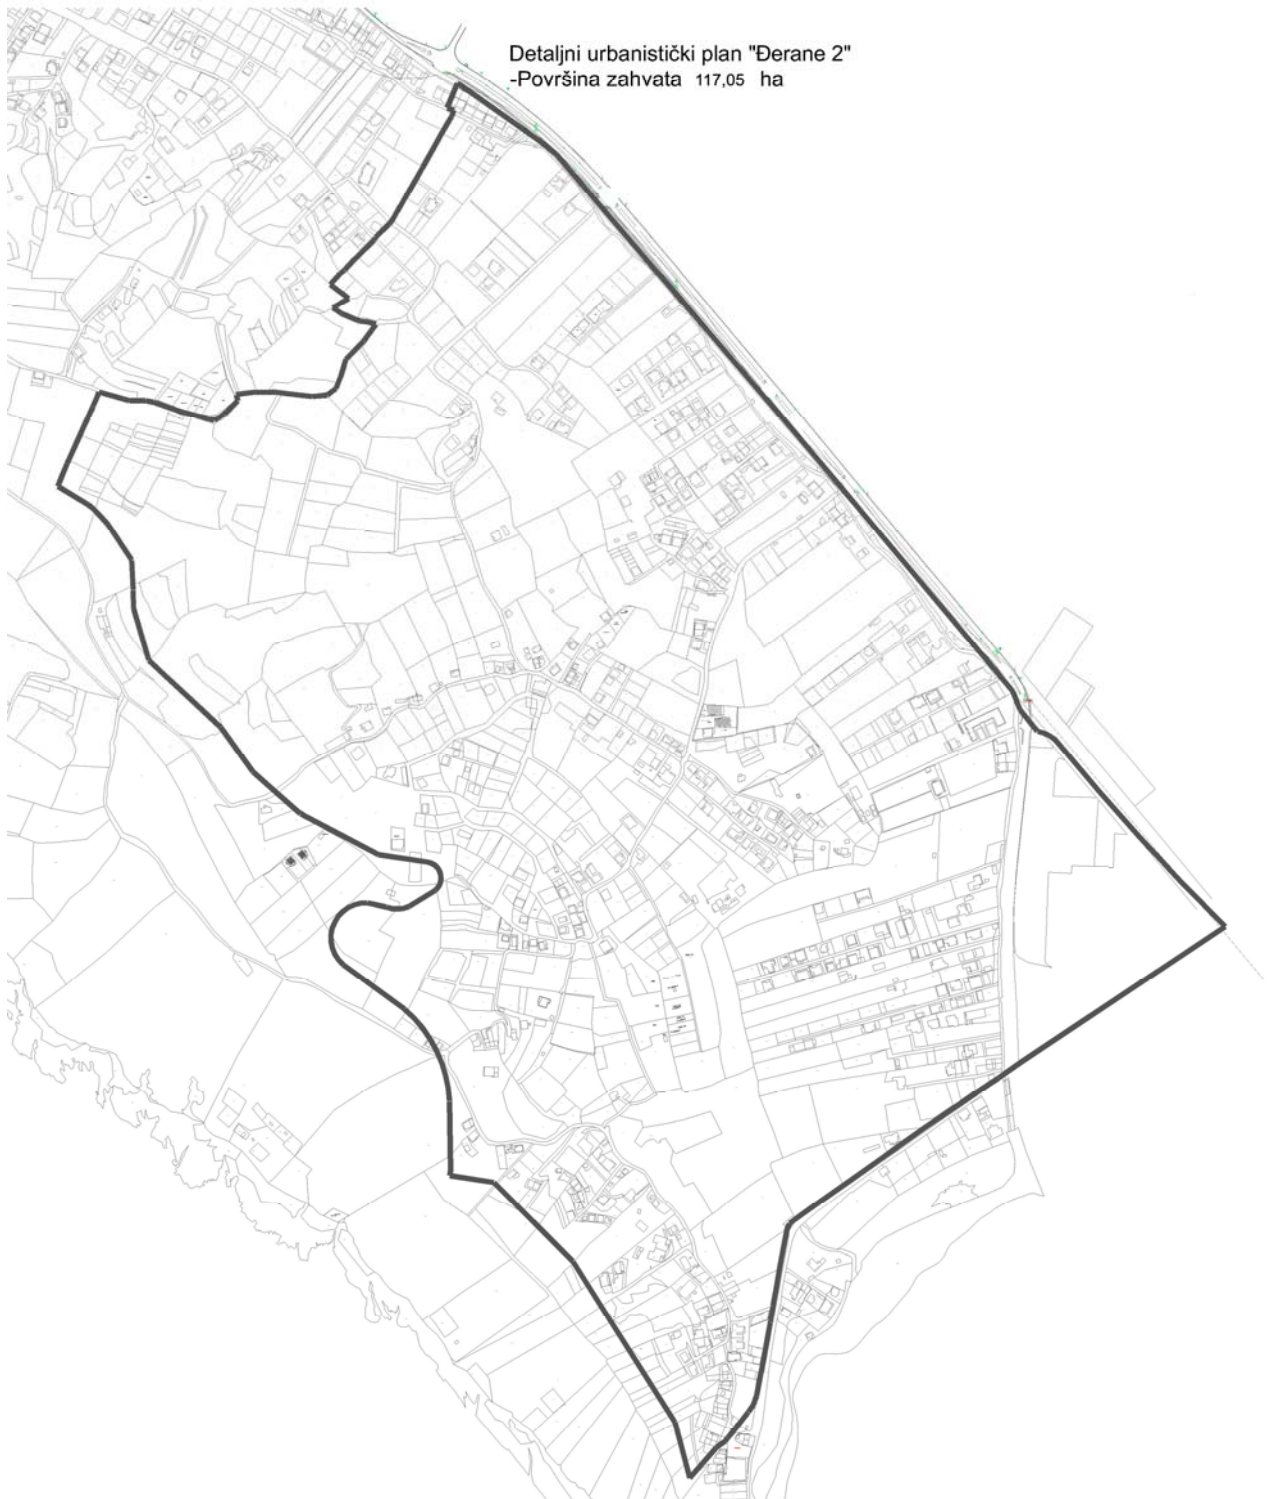 Detaljni urbanistički plan "Đerane 2"
-Površina zahvata 117,05 ha